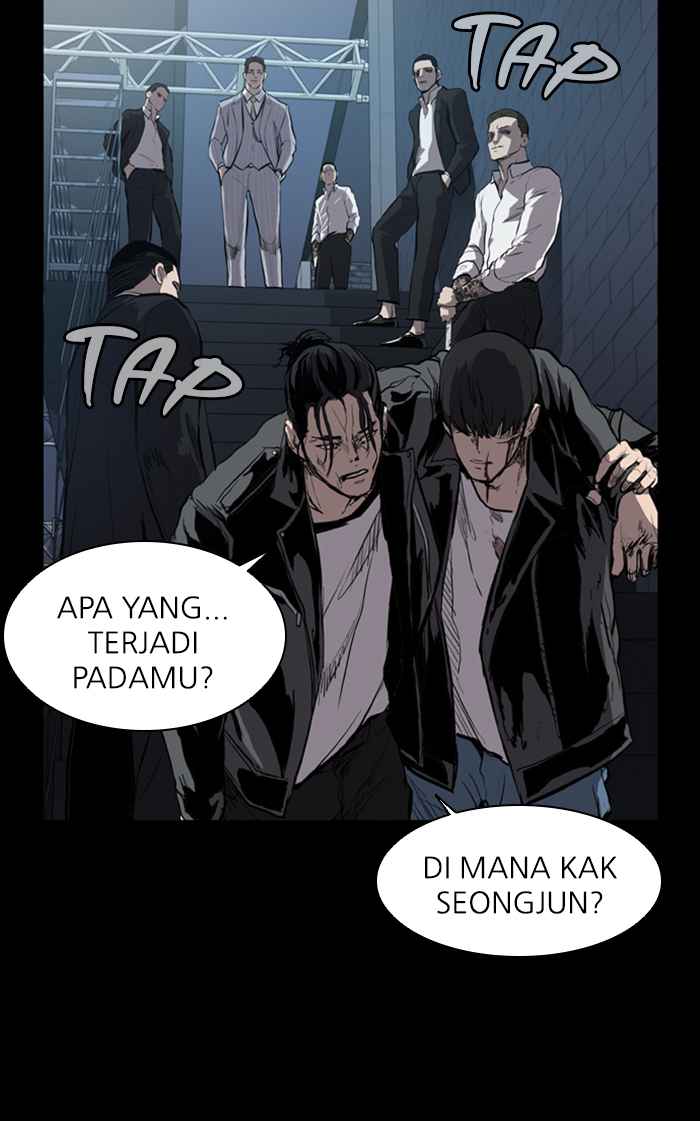 TAP
TAP
APA YANG...
TERJADI
PADAMU?
DI MANA KAK
SEONGJUN?